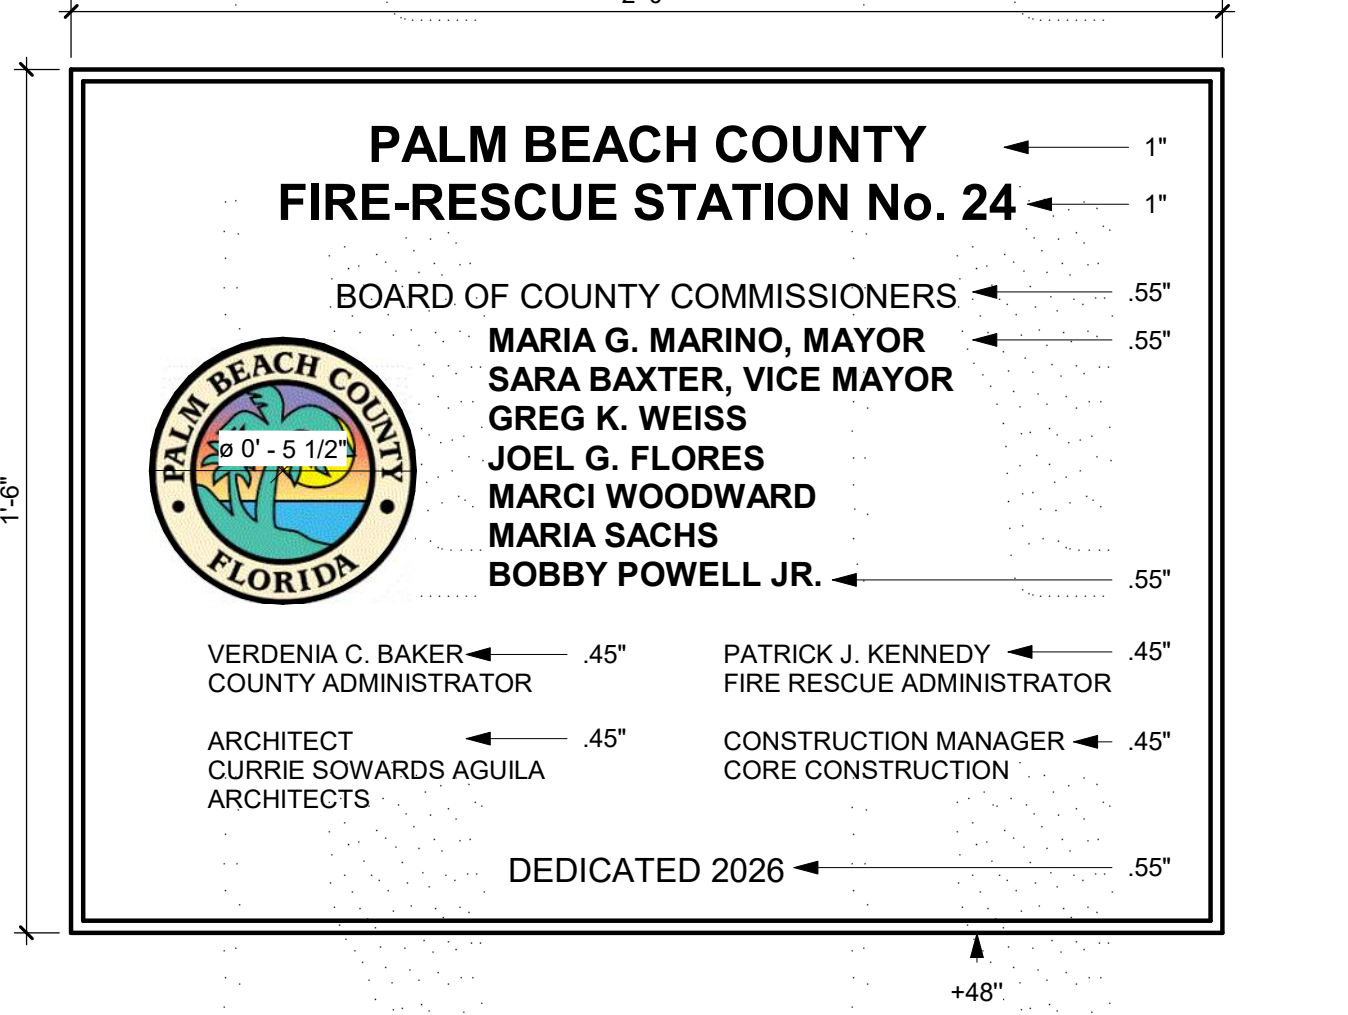 PALM BEACH COUNTY 1"
FIRE-RESCUE STATION No. 24 1"
BOARD OF COUNTY COMMISSIONERS .55"
MARIA G. MARINO, MAYOR .55"
SARA BAXTER, VICE MAYOR
GREG K. WEISS
JOEL G. FLORES
MARCI WOODWARD
MARIA SACHS
BOBBY POWELL JR. .55"
PALM BEACH COUNTY
FLORIDA
ø 0' - 5 1/2"
1'-6"
VERDENIA C. BAKER .45"
COUNTY ADMINISTRATOR
PATRICK J. KENNEDY .45"
FIRE RESCUE ADMINISTRATOR
ARCHITECT .45"
CURRIE SOWARDS AGUILA
ARCHITECTS
CONSTRUCTION MANAGER .45"
CORE CONSTRUCTION
DEDICATED 2026 .55"
+48"